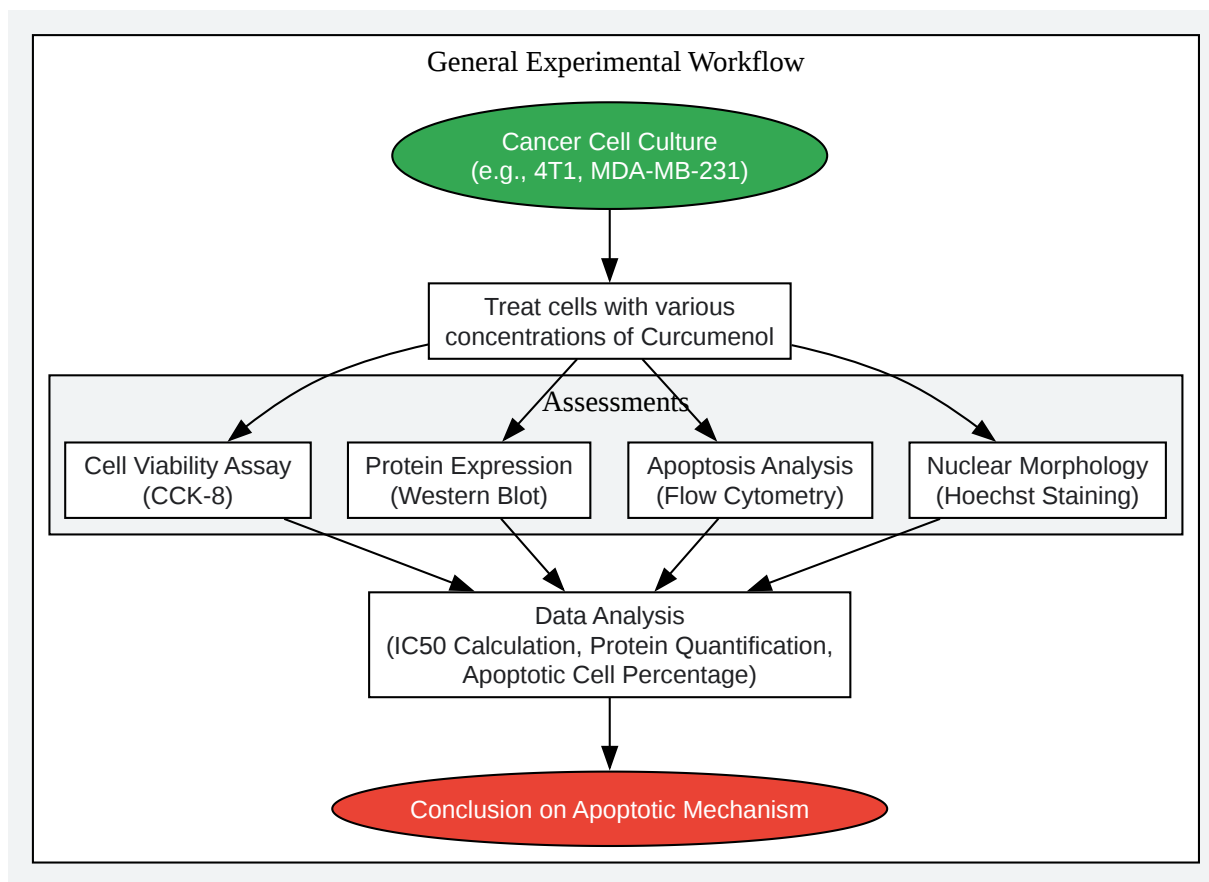 General Experimental Workflow
Cancer Cell Culture
(e.g., 4T1, MDA-MB-231)
Treat cells with various
concentrations of Curcumenol
Assessments
Cell Viability Assay
(CCK-8)
Protein Expression
(Western Blot)
Apoptosis Analysis
(Flow Cytometry)
Nuclear Morphology
(Hoechst Staining)
Data Analysis
(IC50 Calculation, Protein Quantification,
Apoptotic Cell Percentage)
Conclusion on Apoptotic Mechanism